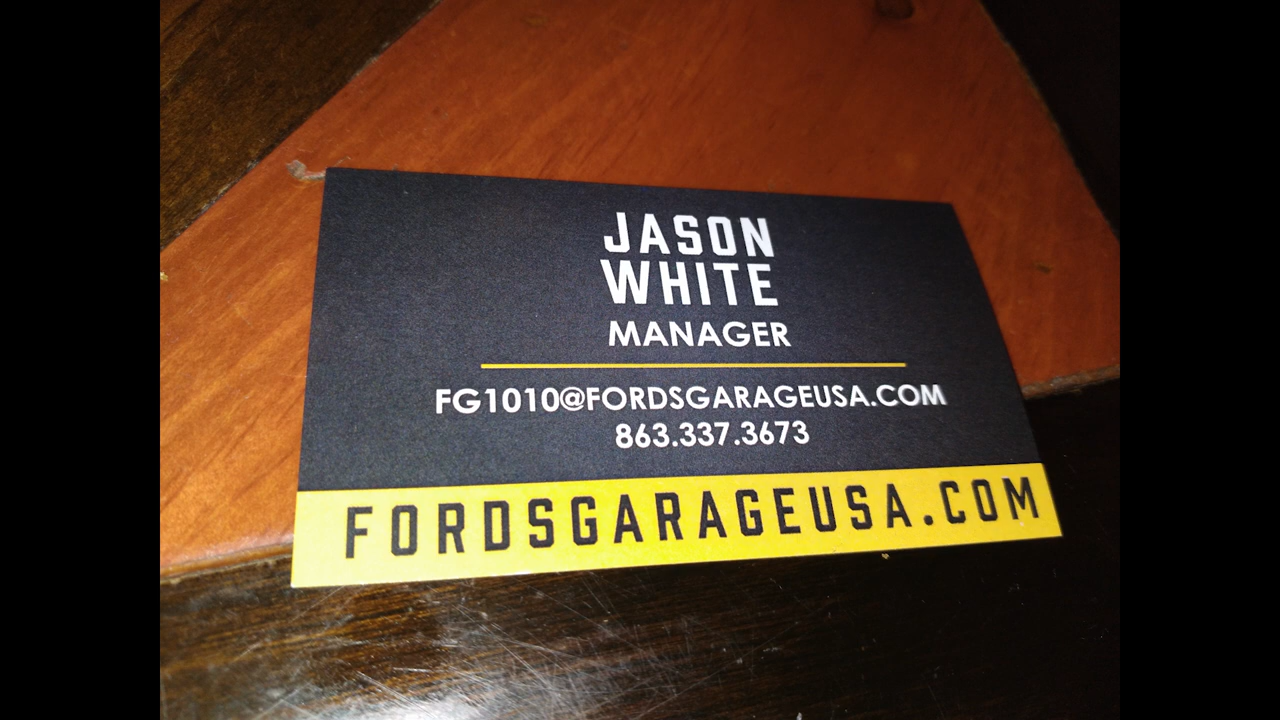 JASON
WHITE
MANAGER
FG1010@FORDSGARAGEUSA.COM
863.337.3673
FORDSGARAGEUSA.COM